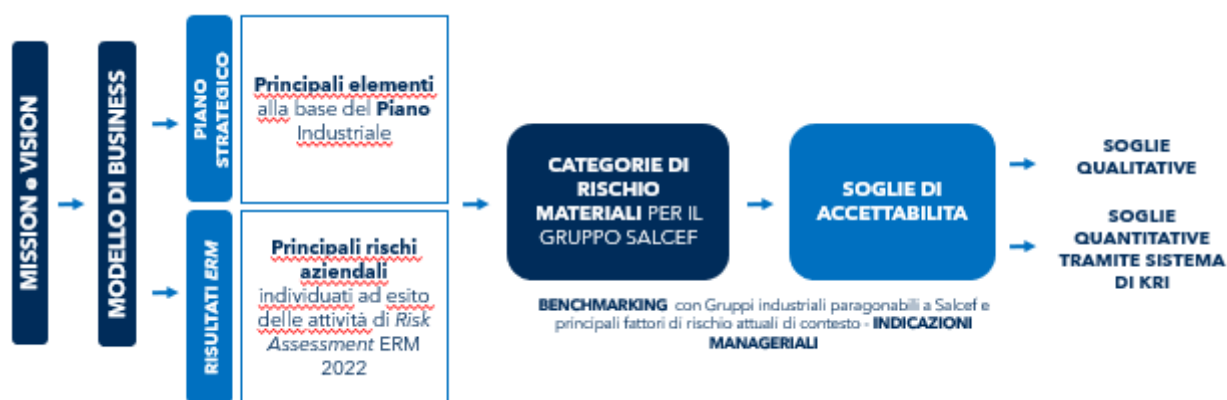 MISSION e VISION
MODELLO DI BUSINESS
PIANO
STRATEGICO
Principali elementi
alla base del Piano
Industriale
RISULTATI ERM
Principali rischi
aziendali
individuati ad esito
delle attività di Risk
Assessment ERM
2022
CATEGORIE DI
RISCHIO
MATERIALI PER IL
GRUPPO SALCEF
SOGLIE DI
ACCETTABILITA
SOGLIE
QUALITATIVE
SOGLIE
QUANTITATIVE
TRAMITE SISTEMA
DI KRI
BENCHMARKING con Gruppi industriali paragonabili a Salcef e
principali fattori di rischio attuali di contesto - INDICAZIONI
MANAGERIALI